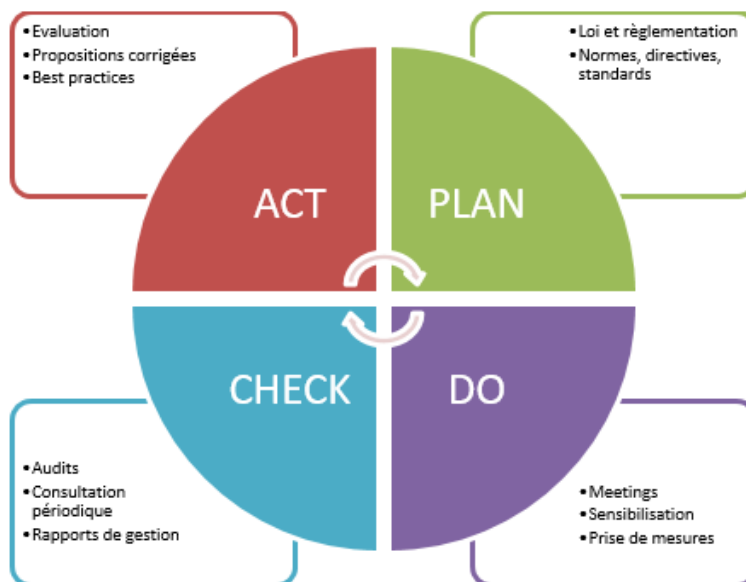 •Evaluation
•Propositions corrigées
•Best practices
•Loi et règlementation
•Normes, directives,
standards
ACT
PLAN
CHECK
DO
•Audits
•Consultation
périodique
•Rapports de gestion
•Meetings
•Sensibilisation
•Prise de mesures